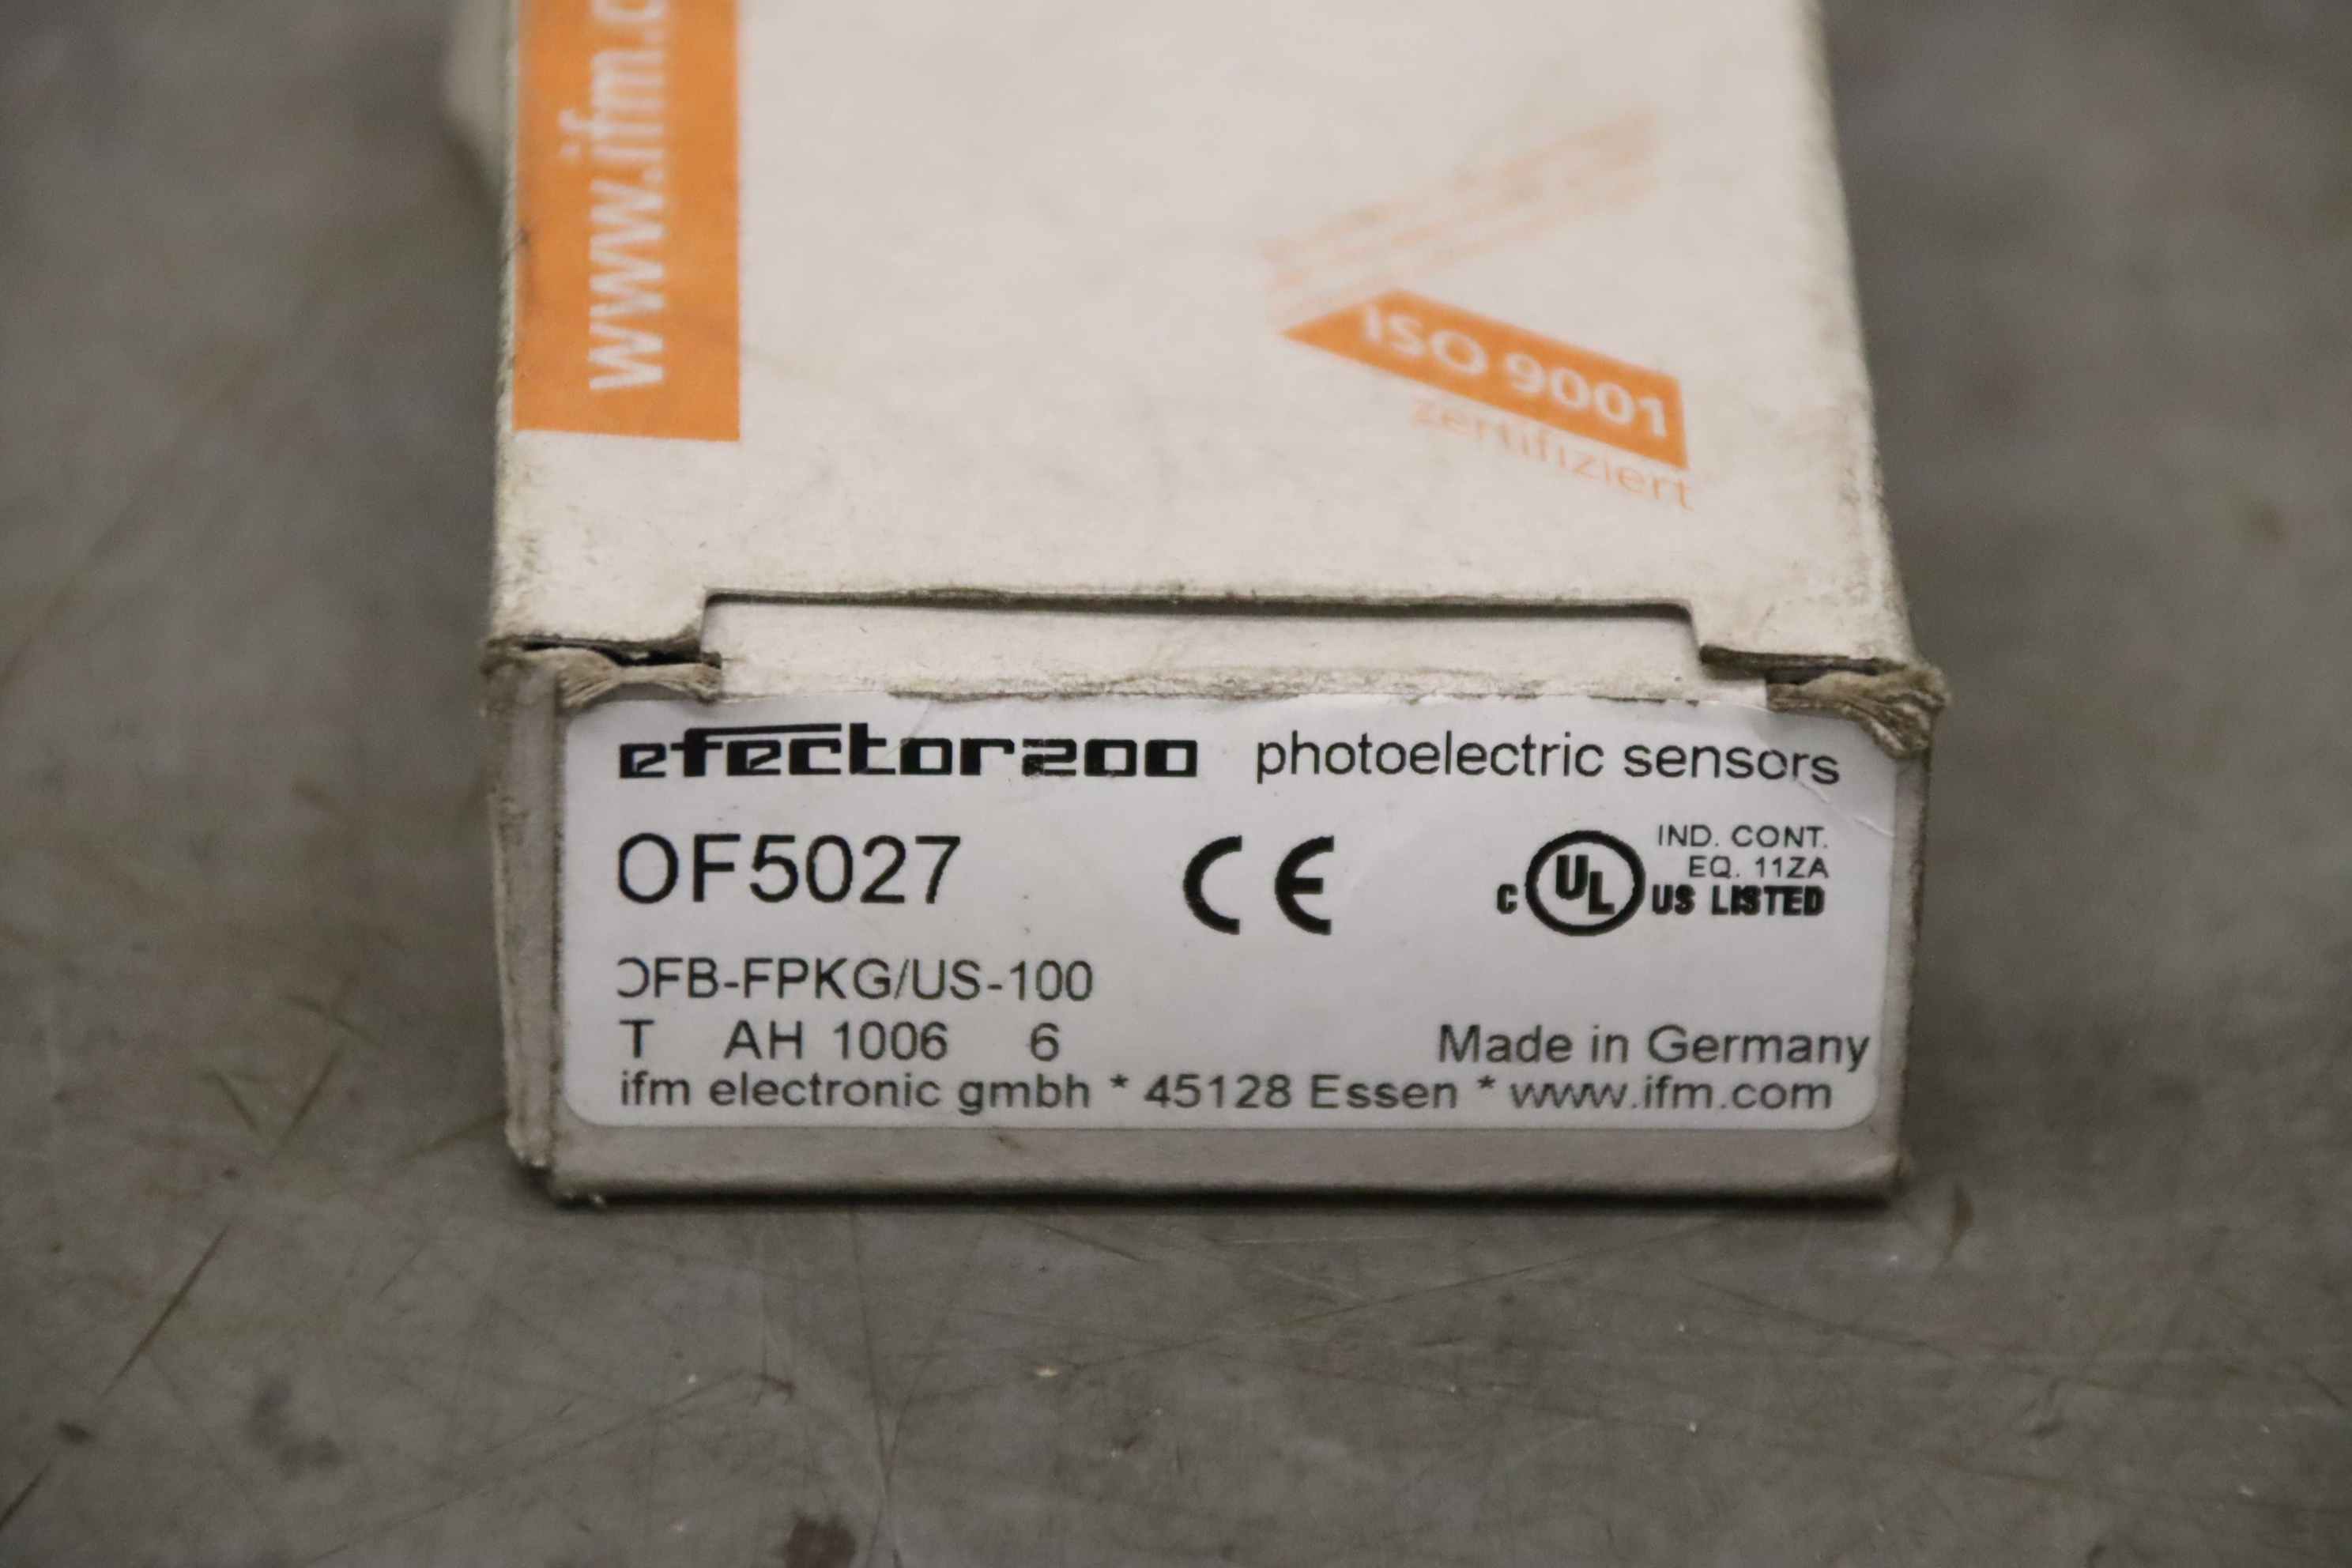 www.ifm.c
ISO 9001
zertifiziert
efector200 photoelectric sensors
OF5027
CE
IND. CONT.
EQ. 11ZA
C UL US LISTED
OFB-FPKG/US-100
T AH 1006 6
Made in Germany
ifm electronic gmbh * 45128 Essen * www.ifm.com